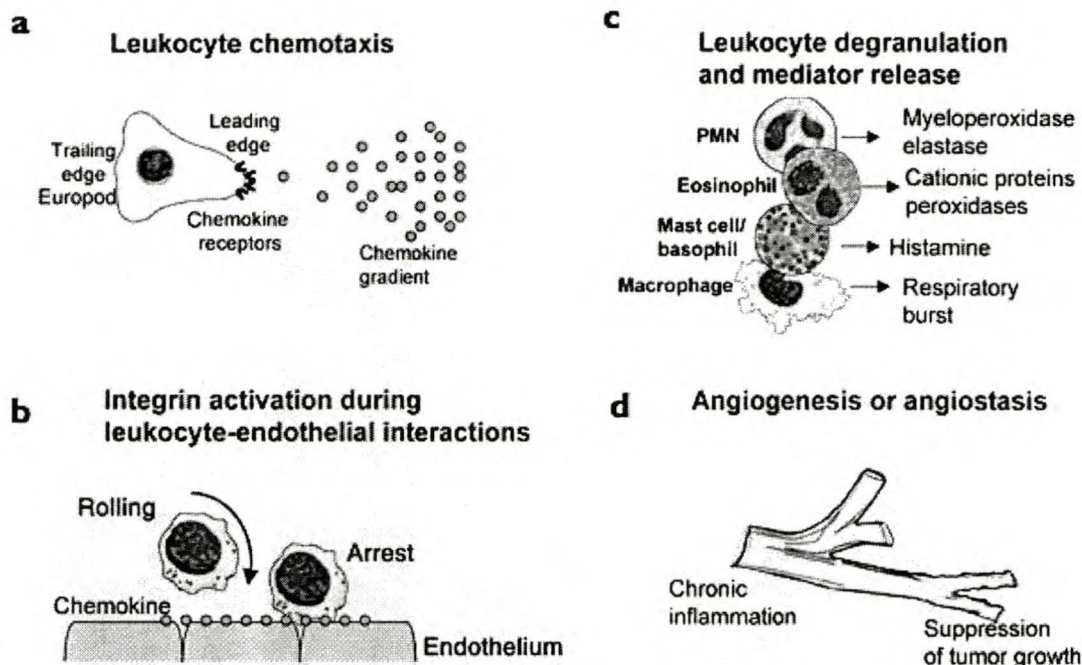 a
Leukocyte chemotaxis
Leading
edge
Trailing
edge
Europod
Chemokine
receptors
Chemokine
gradient
b
Integrin activation during
leukocyte-endothelial interactions
Rolling
Arrest
Chemokine
Endothelium
c
Leukocyte degranulation
and mediator release
PMN
Myeloperoxidase
elastase
Eosinophil
Cationic proteins
peroxidases
Mast cell/
basophil
Histamine
Macrophage
Respiratory
burst
d
Angiogenesis or angiostasis
Chronic
inflammation
Suppression
of tumor growth